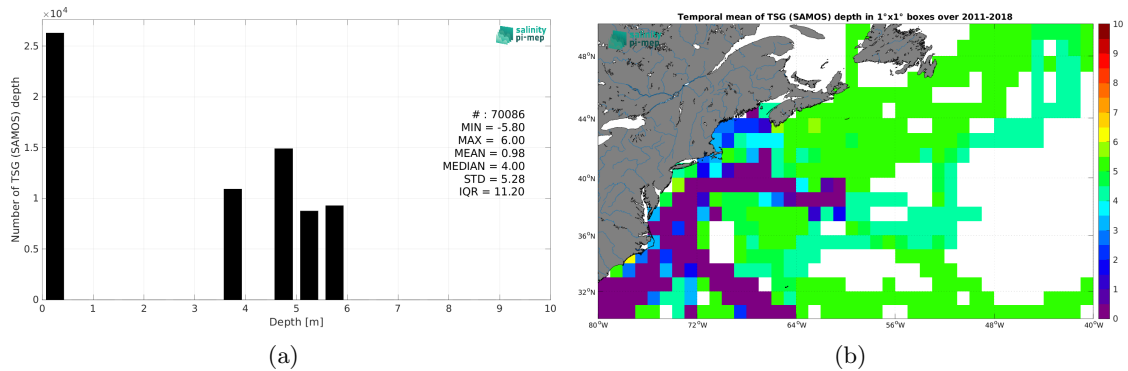 ×10⁴
2.5
2
1.5
1
0.5
0
Number of TSG (SAMOS) depth
0 1 2 3 4 5 6 7 8 9 10
Depth [m]
salinity
pi-mep
# : 70086
MIN = -5.80
MAX = 6.00
MEAN = 0.98
MEDIAN = 4.00
STD = 5.28
IQR = 11.20
(a)
Temporal mean of TSG (SAMOS) depth in 1°x1° boxes over 2011-2018
salinity
pi-mep
48°N
44°N
40°N
36°N
32°N
80°W 72°W 64°W 56°W 48°W 40°W
10
9
8
7
6
5
4
3
2
1
0
(b)